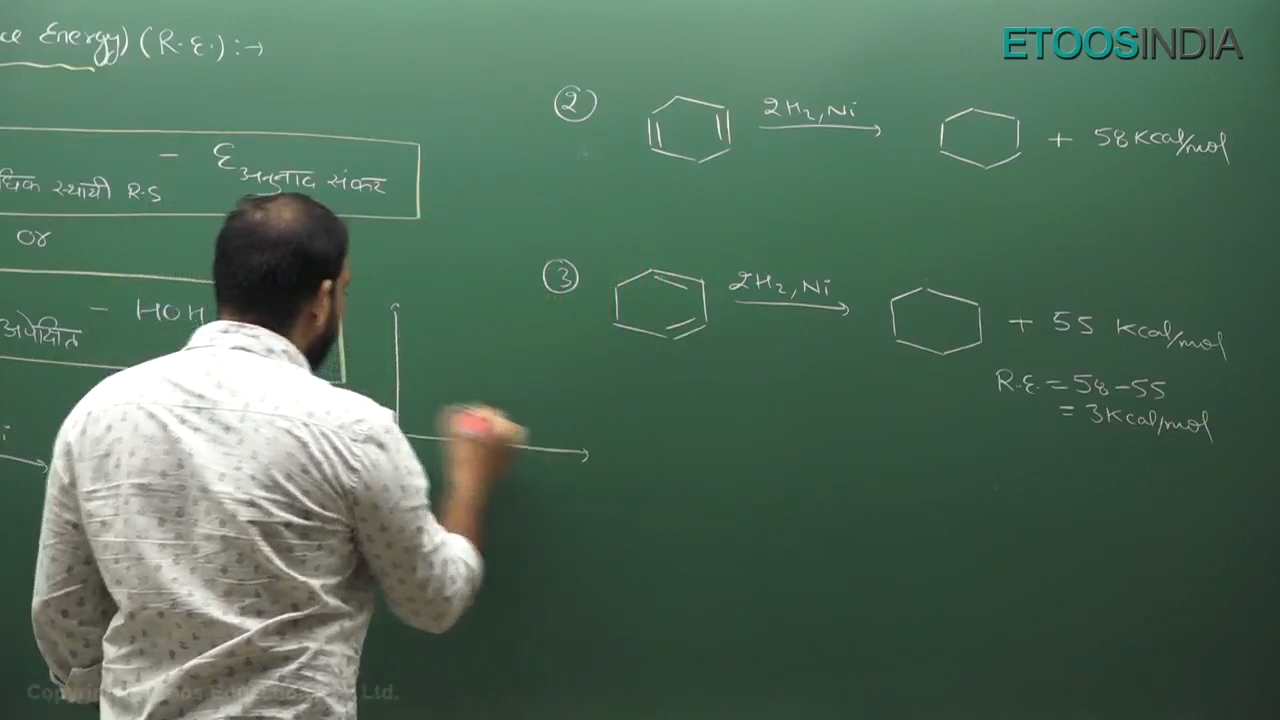 ETOOSINDIA
Energy) (R.E.) :→
- E अनुनाद संकर
स्थायी R.S
or
अपेक्षित - HOH
② 2H₂, Ni + 58 Kcal/mol
③ 2H₂, Ni + 55 Kcal/mol
R.E. = 58 - 55
= 3 Kcal/mol
Ltd.